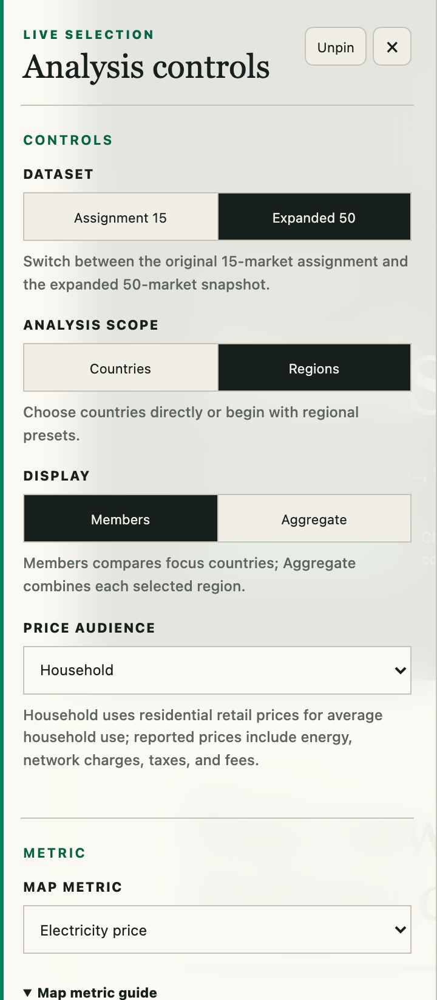 LIVE SELECTION
Analysis controls
Unpin
CONTROLS
DATASET
Assignment 15
Expanded 50
Switch between the original 15-market assignment and
the expanded 50-market snapshot.
ANALYSIS SCOPE
Countries
Regions
Choose countries directly or begin with regional
presets.
DISPLAY
Members
Aggregate
Members compares focus countries; Aggregate
combines each selected region.
PRICE AUDIENCE
Household
Household uses residential retail prices for average
household use; reported prices include energy,
network charges, taxes, and fees.
METRIC
MAP METRIC
Electricity price
Map metric guide